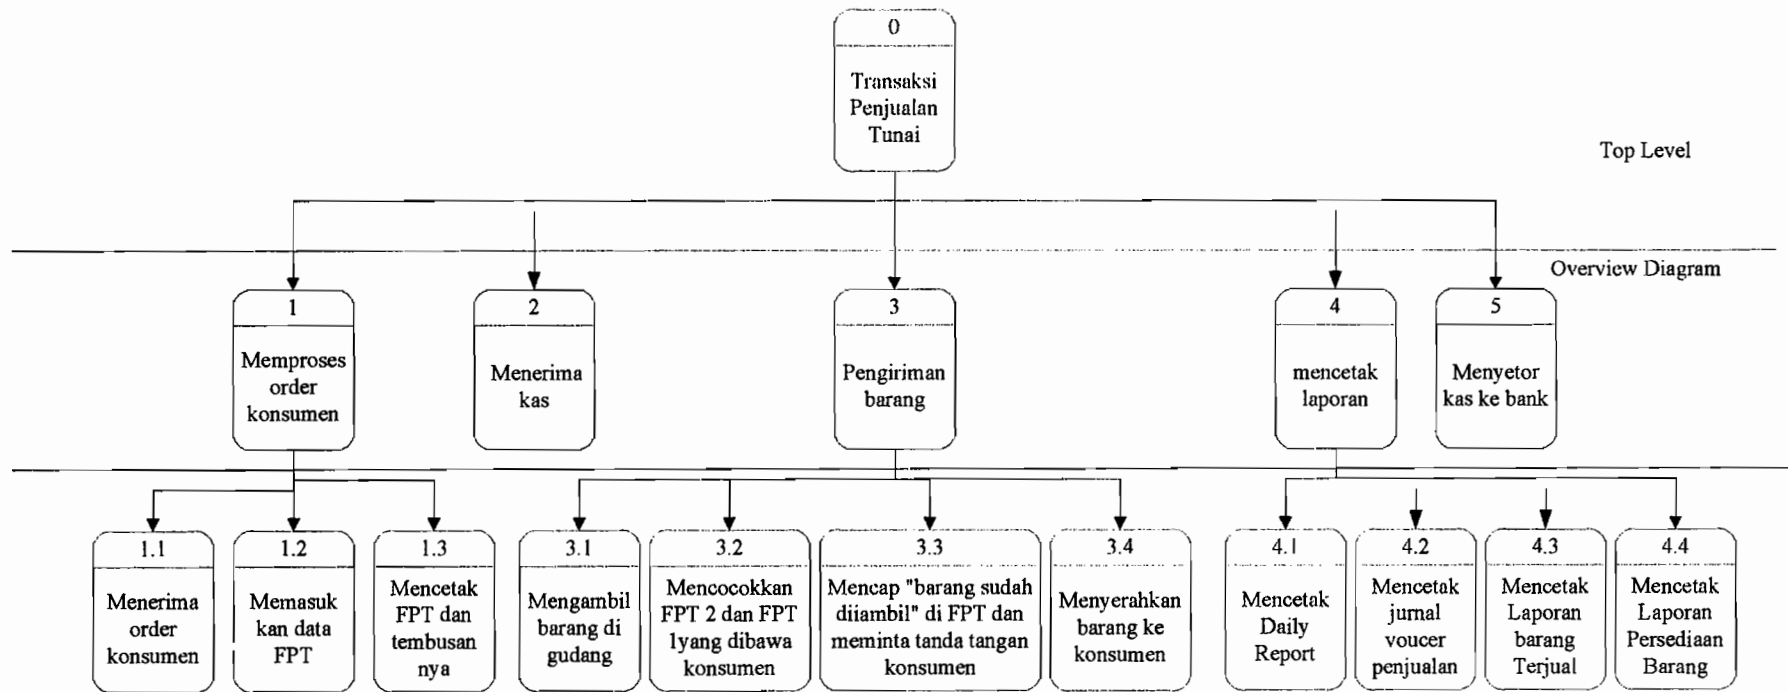 0
Transaksi
Penjualan
Tunai
Top Level
Overview Diagram
1
Memproses
order
konsumen
2
Menerima
kas
3
Pengiriman
barang
4
mencetak
laporan
5
Menyetor
kas ke bank
1.1
Menerima
order
konsumen
1.2
Memasuk
kan data
FPT
1.3
Mencetak
FPT dan
tembusan
nya
3.1
Mengambil
barang di
gudang
3.2
Mencocokkan
FPT 2 dan FPT
1yang dibawa
konsumen
3.3
Mencap "barang sudah
diiambil" di FPT dan
meminta tanda tangan
konsumen
3.4
Menyerahkan
barang ke
konsumen
4.1
Mencetak
Daily
Report
4.2
Mencetak
jurnal
voucer
penjualan
4.3
Mencetak
Laporan
barang
Terjual
4.4
Mencetak
Laporan
Persediaan
Barang